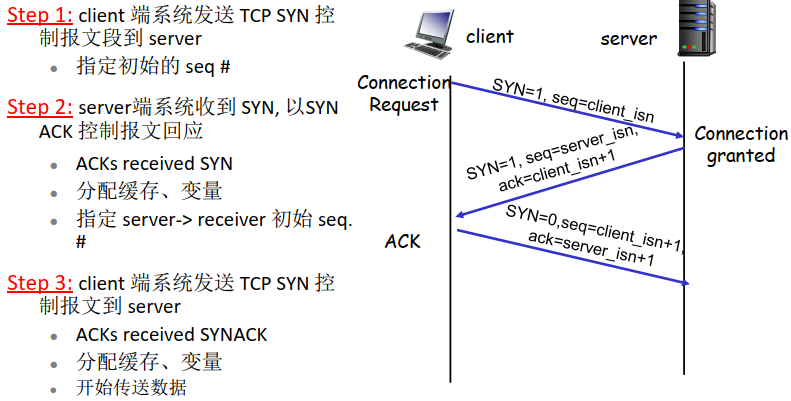 Step 1: client 端系统发送 TCP SYN 控
制报文段到 server
• 指定初始的 seq #
Step 2: server端系统收到 SYN, 以SYN
ACK 控制报文回应
• ACKs received SYN
• 分配缓存、变量
• 指定 server-> receiver 初始 seq.
#
Step 3: client 端系统发送 TCP SYN 控
制报文到 server
• ACKs received SYNACK
• 分配缓存、变量
• 开始传送数据
client
server
Connection
Request
SYN=1, seq=client_isn
Connection
granted
SYN=1, seq=server_isn,
ack=client_isn+1
ACK
SYN=0,seq=client_isn+1,
ack=server_isn+1